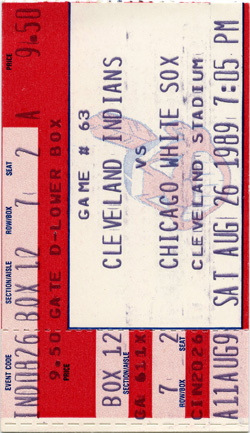 PRICE
9.50
SEAT
A
ROW/BOX
7 2
SECTION/AISLE
BOX 12
EVENT CODE
IND0826
9.50 GATE D-LOWER BOX
GAME # 63
CLEVELAND INDIANS
VS
CHICAGO WHITE SOX
CLEVELAND STADIUM
SAT AUG 26 1989 7:05 PM
BOX 12
SECTION/AISLE
ROW/BOX
SEAT
7 2
CIN2026
A11AUG9